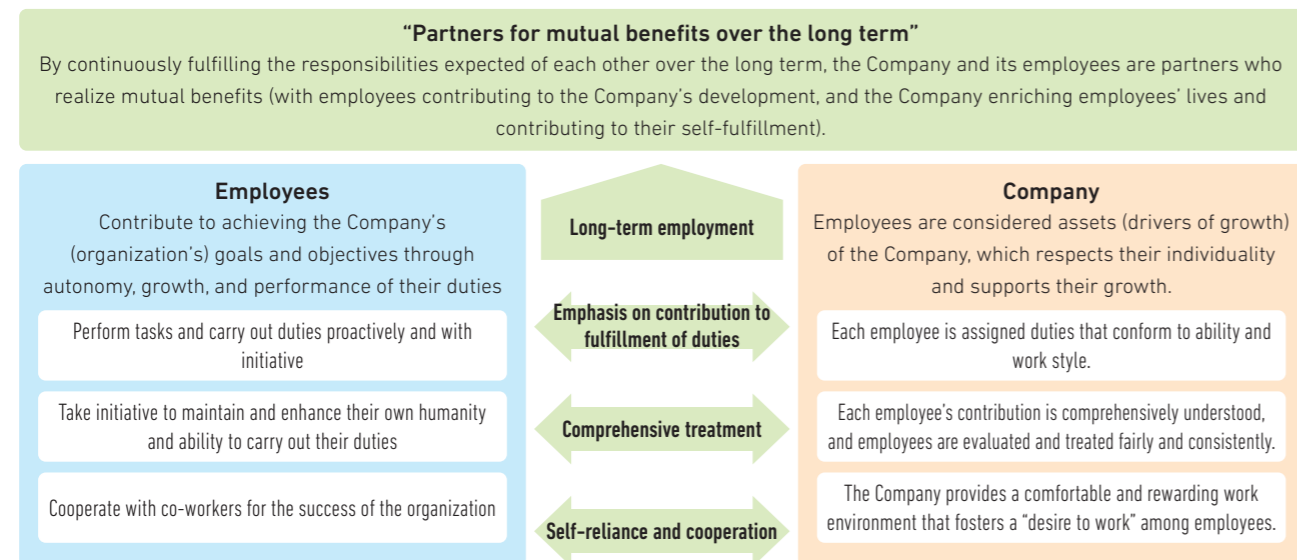 “Partners for mutual benefits over the long term”
By continuously fulfilling the responsibilities expected of each other over the long term, the Company and its employees are partners who
realize mutual benefits (with employees contributing to the Company’s development, and the Company enriching employees’ lives and
contributing to their self-fulfillment).
Employees
Contribute to achieving the Company’s
(organization’s) goals and objectives through
autonomy, growth, and performance of their duties
Perform tasks and carry out duties proactively and with
initiative
Take initiative to maintain and enhance their own humanity
and ability to carry out their duties
Cooperate with co-workers for the success of the organization
Long-term employment
Emphasis on contribution to
fulfillment of duties
Comprehensive treatment
Self-reliance and cooperation
Company
Employees are considered assets (drivers of growth)
of the Company, which respects their individuality
and supports their growth.
Each employee is assigned duties that conform to ability and
work style.
Each employee’s contribution is comprehensively understood,
and employees are evaluated and treated fairly and consistently.
The Company provides a comfortable and rewarding work
environment that fosters a “desire to work” among employees.